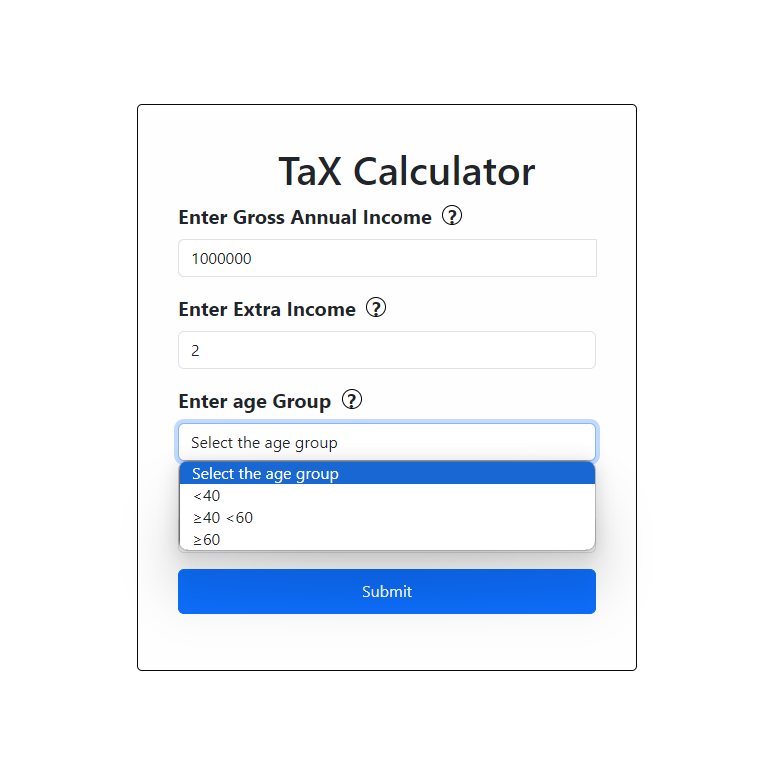 TaX Calculator
Enter Gross Annual Income ?
1000000
Enter Extra Income ?
2
Enter age Group ?
Select the age group
Select the age group
<40
≥40 <60
≥60
Submit